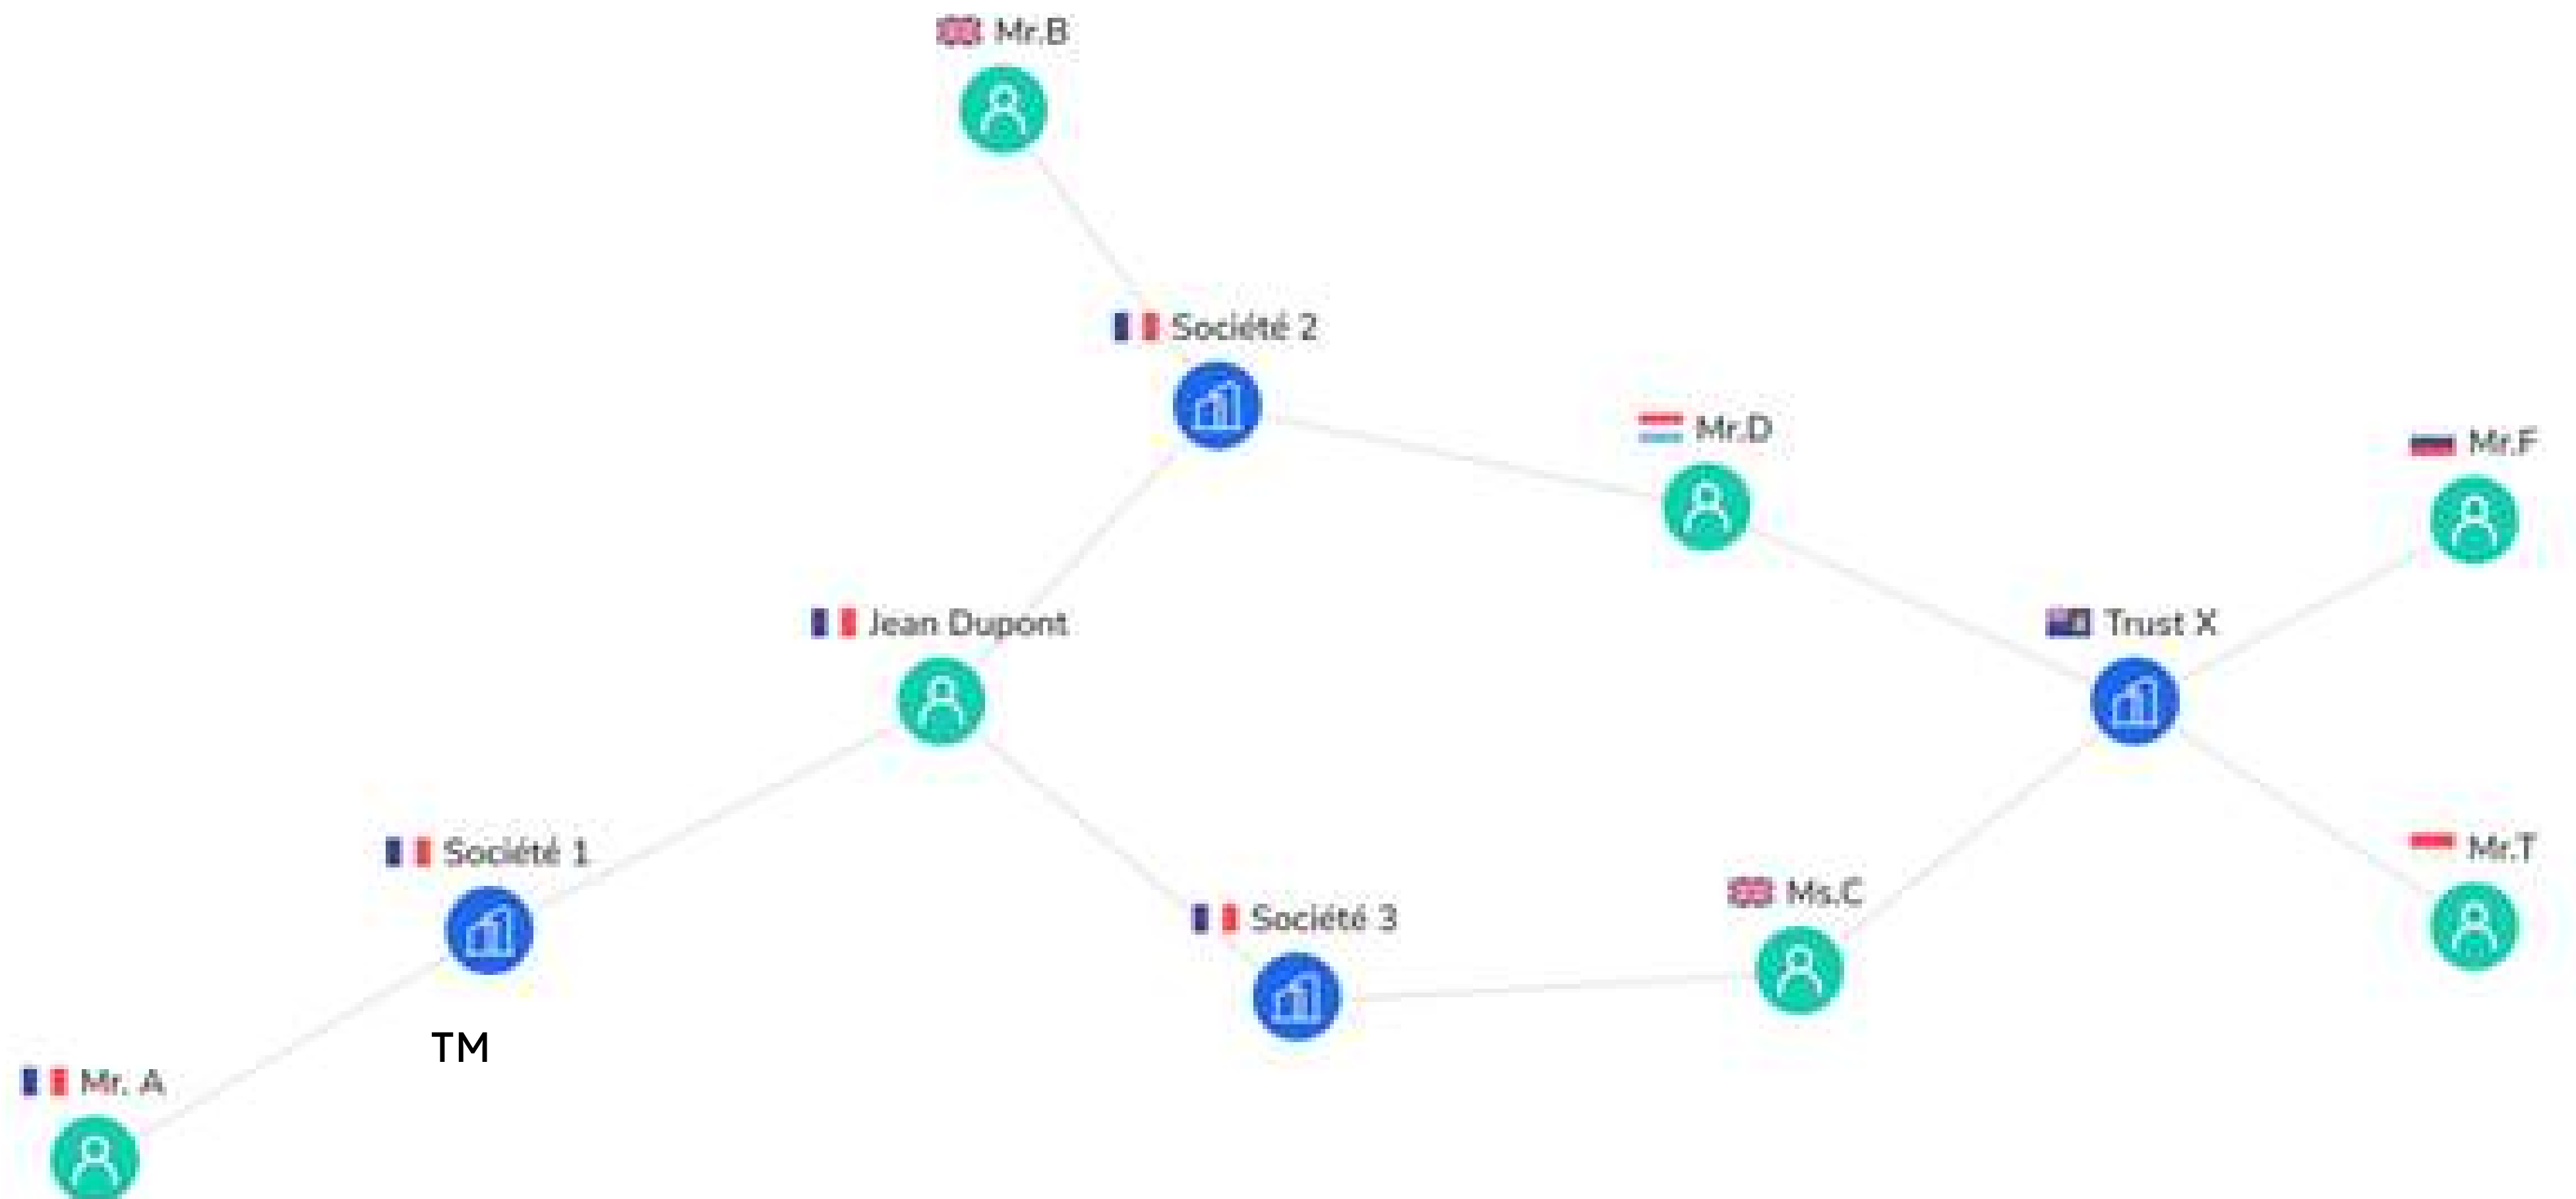 Mr.B
Société 2
Mr.D
Mr.F
Jean Dupont
Trust X
Société 1
Mr.T
Ms.C
Société 3
TM
Mr. A